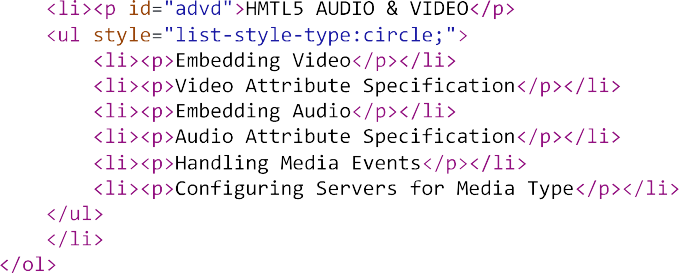 <li><p id="advd">HMTL5 AUDIO & VIDEO</p>
<ul style="list-style-type:circle;">
<li><p>Embedding Video</p></li>
<li><p>Video Attribute Specification</p></li>
<li><p>Embedding Audio</p></li>
<li><p>Audio Attribute Specification</p></li>
<li><p>Handling Media Events</p></li>
<li><p>Configuring Servers for Media Type</p></li>
</ul>
</li>
</ol>